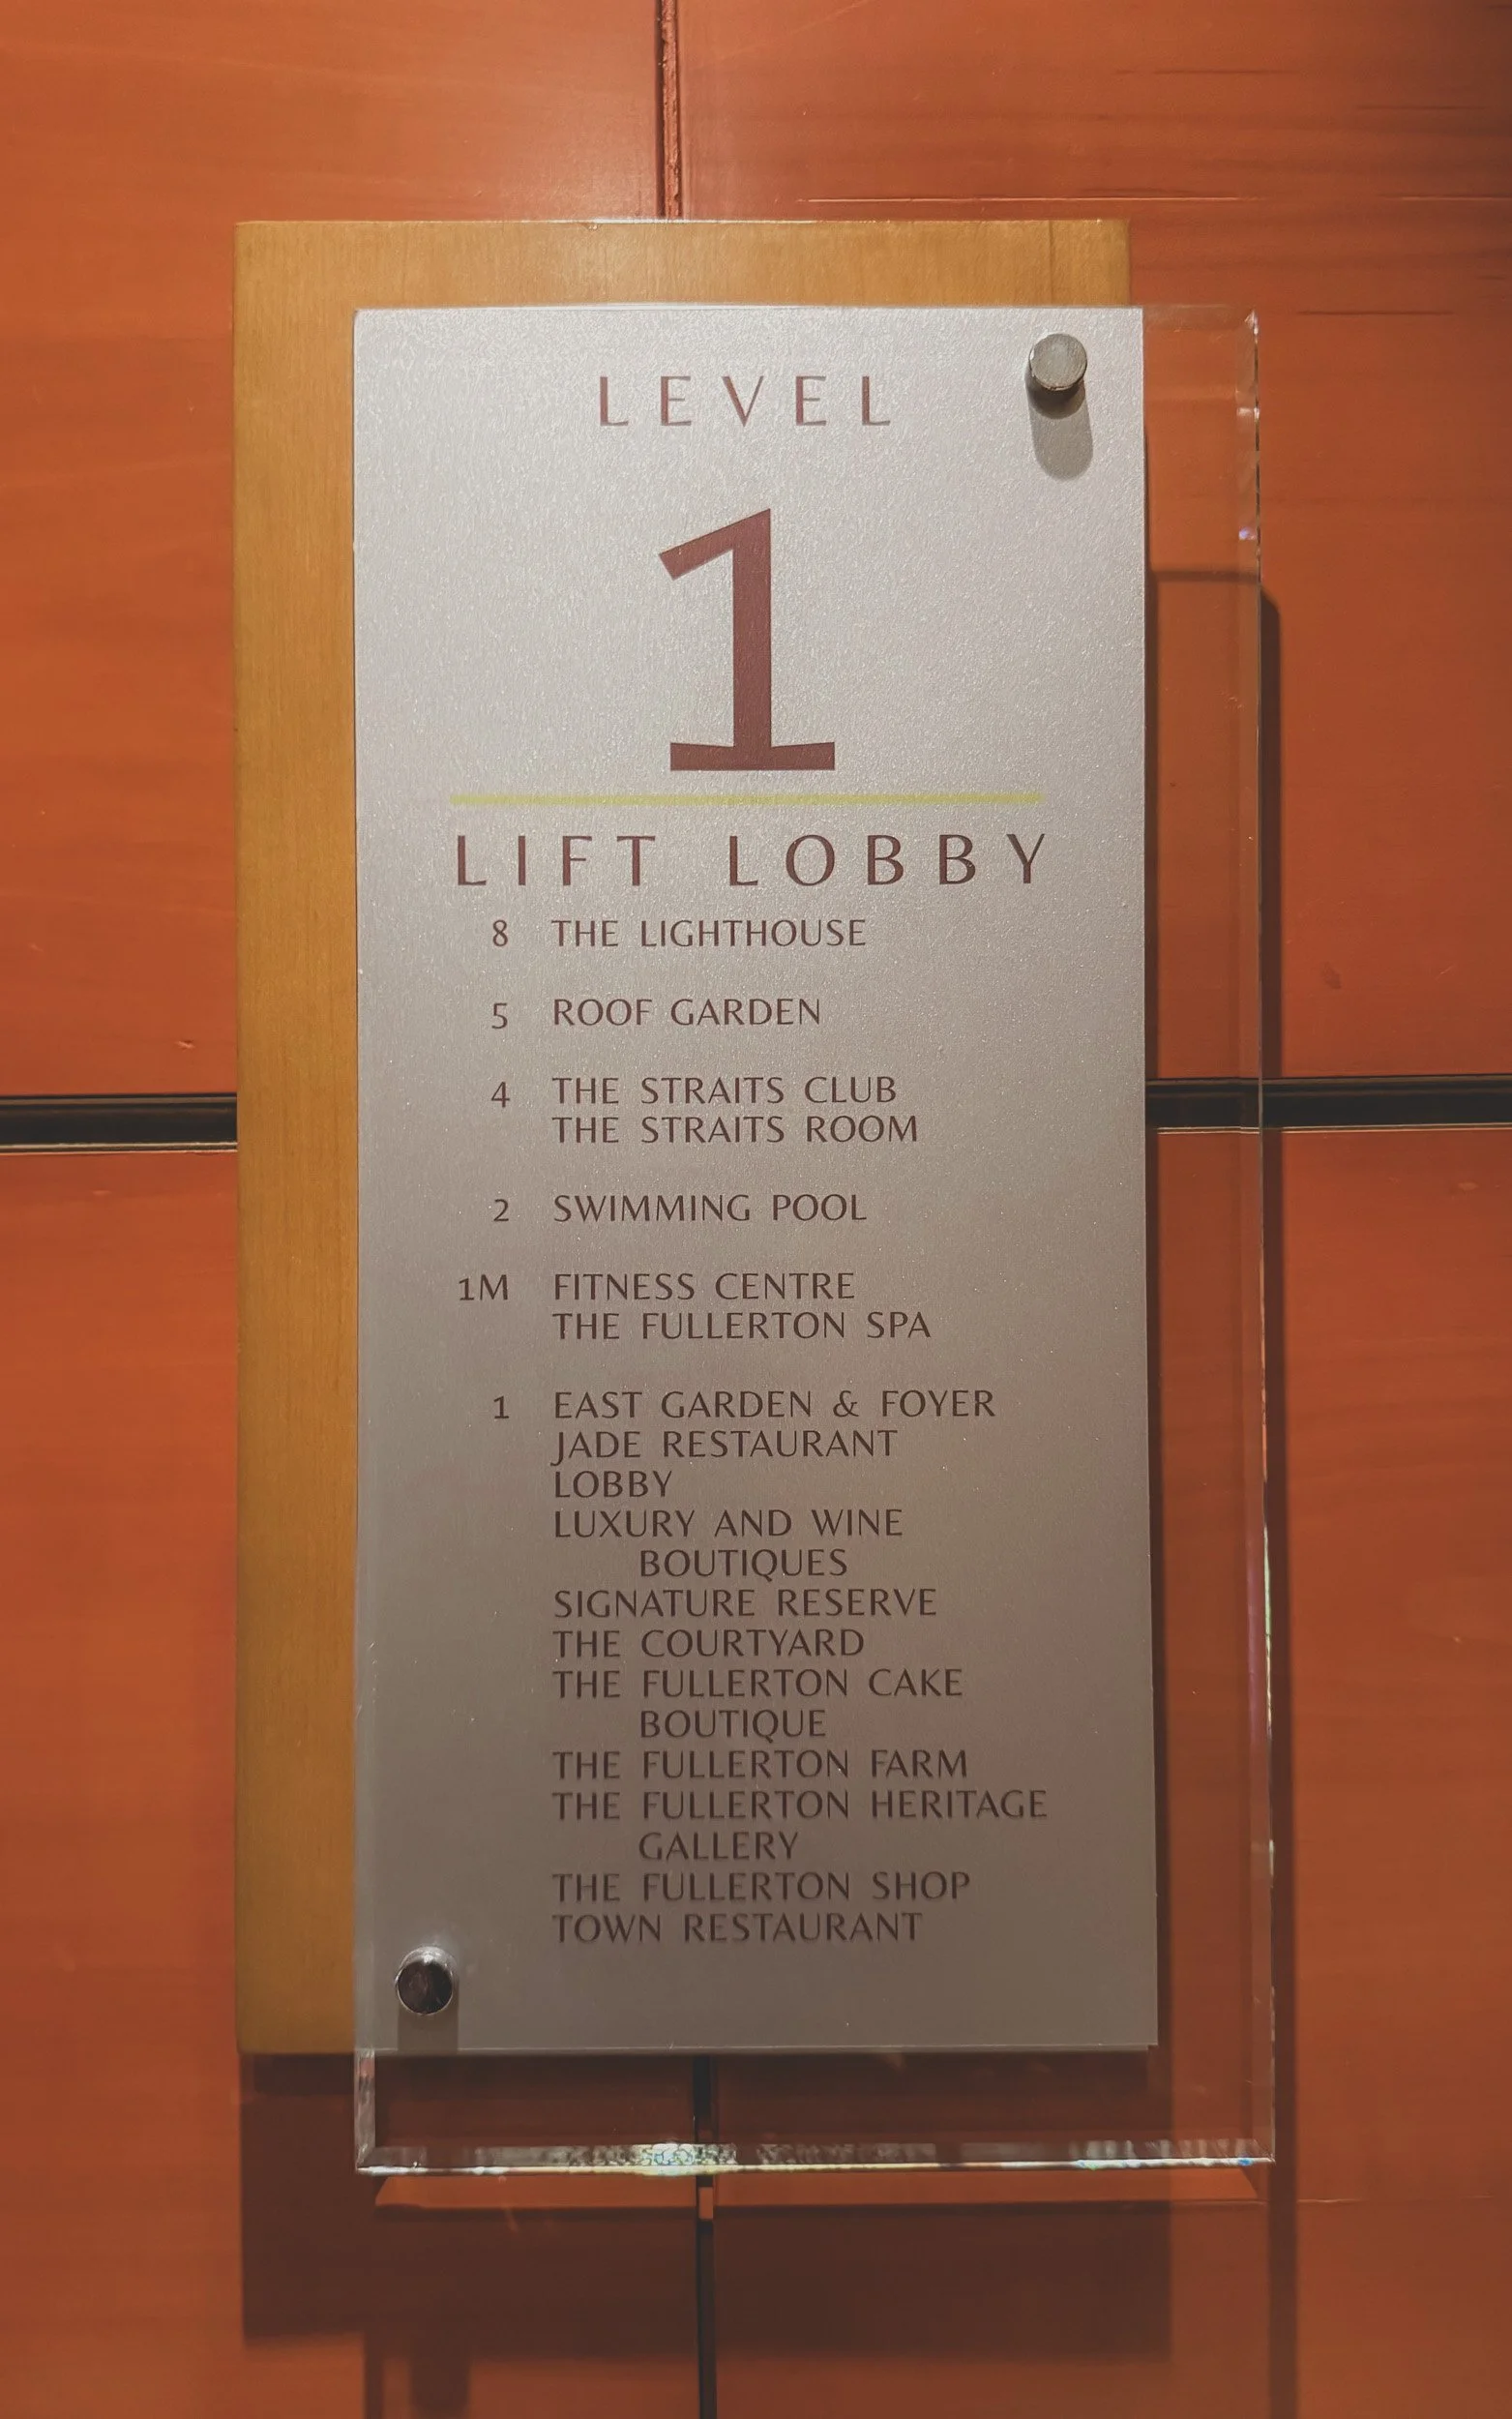 LEVEL
1
LIFT LOBBY
8 THE LIGHTHOUSE
5 ROOF GARDEN
4 THE STRAITS CLUB
THE STRAITS ROOM
2 SWIMMING POOL
1M FITNESS CENTRE
THE FULLERTON SPA
1 EAST GARDEN & FOYER
JADE RESTAURANT
LOBBY
LUXURY AND WINE
BOUTIQUES
SIGNATURE RESERVE
THE COURTYARD
THE FULLERTON CAKE
BOUTIQUE
THE FULLERTON FARM
THE FULLERTON HERITAGE
GALLERY
THE FULLERTON SHOP
TOWN RESTAURANT